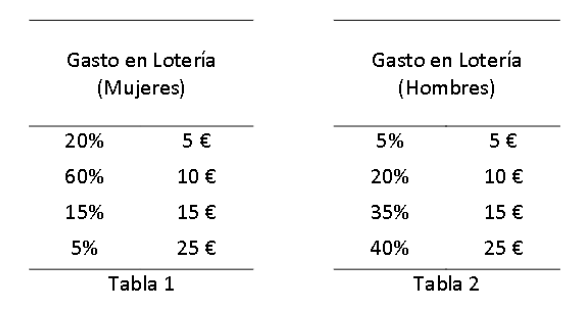 Gasto en Lotería
(Mujeres)
20% 5 €
60% 10 €
15% 15 €
5% 25 €
Tabla 1
Gasto en Lotería
(Hombres)
5% 5 €
20% 10 €
35% 15 €
40% 25 €
Tabla 2